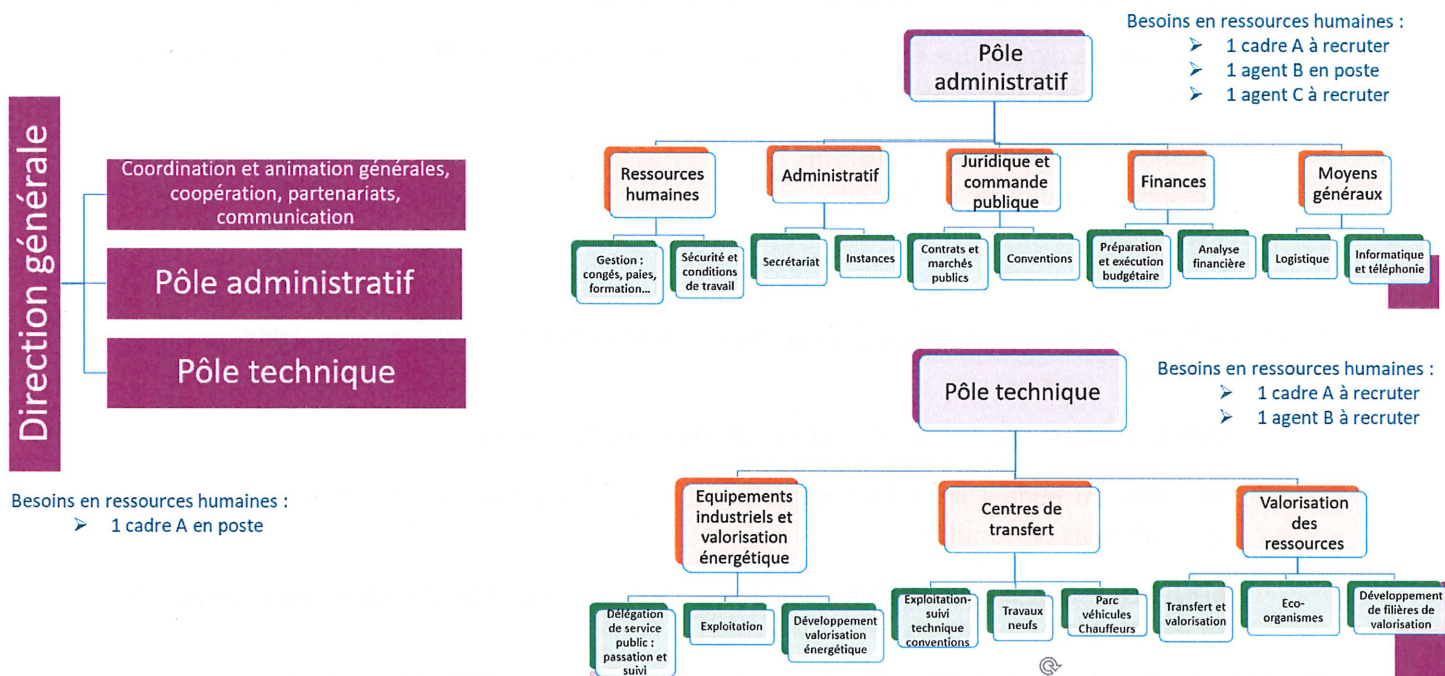 Direction générale
Coordination et animation générales,
coopération, partenariats,
communication
Pôle administratif
Pôle technique
Besoins en ressources humaines :
➢ 1 cadre A en poste
Besoins en ressources humaines :
➢ 1 cadre A à recruter
➢ 1 agent B en poste
➢ 1 agent C à recruter
Pôle
administratif
Ressources
humaines
Administratif
Juridique et
commande
publique
Finances
Moyens
généraux
Gestion :
congés, paies,
formation...
Sécurité et
conditions
de travail
Secrétariat
Instances
Contrats et
marchés
publics
Conventions
Préparation
et exécution
budgétaire
Analyse
financière
Logistique
Informatique
et téléphonie
Pôle technique
Besoins en ressources humaines :
➢ 1 cadre A à recruter
➢ 1 agent B à recruter
Equipements
industriels et
valorisation
énergétique
Centres de
transfert
Valorisation
des
ressources
Délégation
de service
public :
passation et
suivi
Exploitation
Développement
valorisation
énergétique
Exploitation-
suivi
technique
conventions
Travaux
neufs
Parc
véhicules
Chauffeurs
Transfert et
valorisation
Eco-
organismes
Développement
de filières de
valorisation